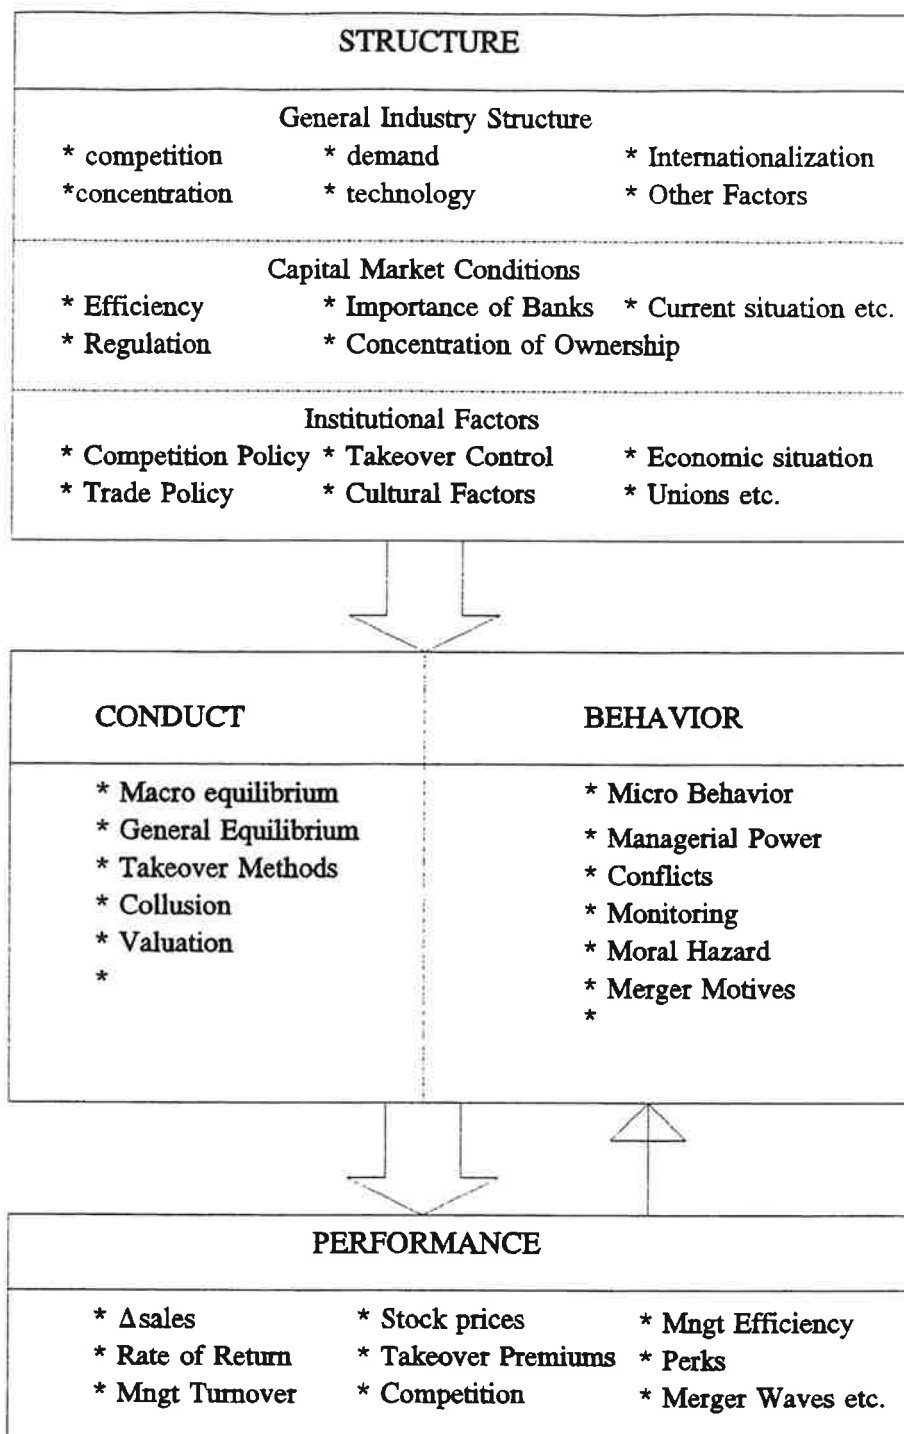 STRUCTURE
General Industry Structure
* competition * demand * Internationalization
*concentration * technology * Other Factors
Capital Market Conditions
* Efficiency * Importance of Banks * Current situation etc.
* Regulation * Concentration of Ownership
Institutional Factors
* Competition Policy * Takeover Control * Economic situation
* Trade Policy * Cultural Factors * Unions etc.
CONDUCT
* Macro equilibrium
* General Equilibrium
* Takeover Methods
* Collusion
* Valuation
*
BEHAVIOR
* Micro Behavior
* Managerial Power
* Conflicts
* Monitoring
* Moral Hazard
* Merger Motives
*
PERFORMANCE
* Δsales * Stock prices * Mngt Efficiency
* Rate of Return * Takeover Premiums * Perks
* Mngt Turnover * Competition * Merger Waves etc.